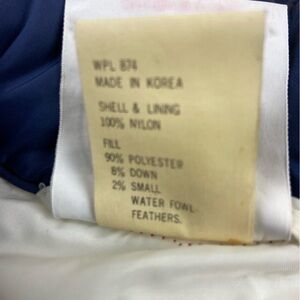 WPL 874
MADE IN KOREA
SHELL & LINING
100% NYLON
FILL
90% POLYESTER
8% DOWN
2% SMALL
WATER FOWL
FEATHERS.